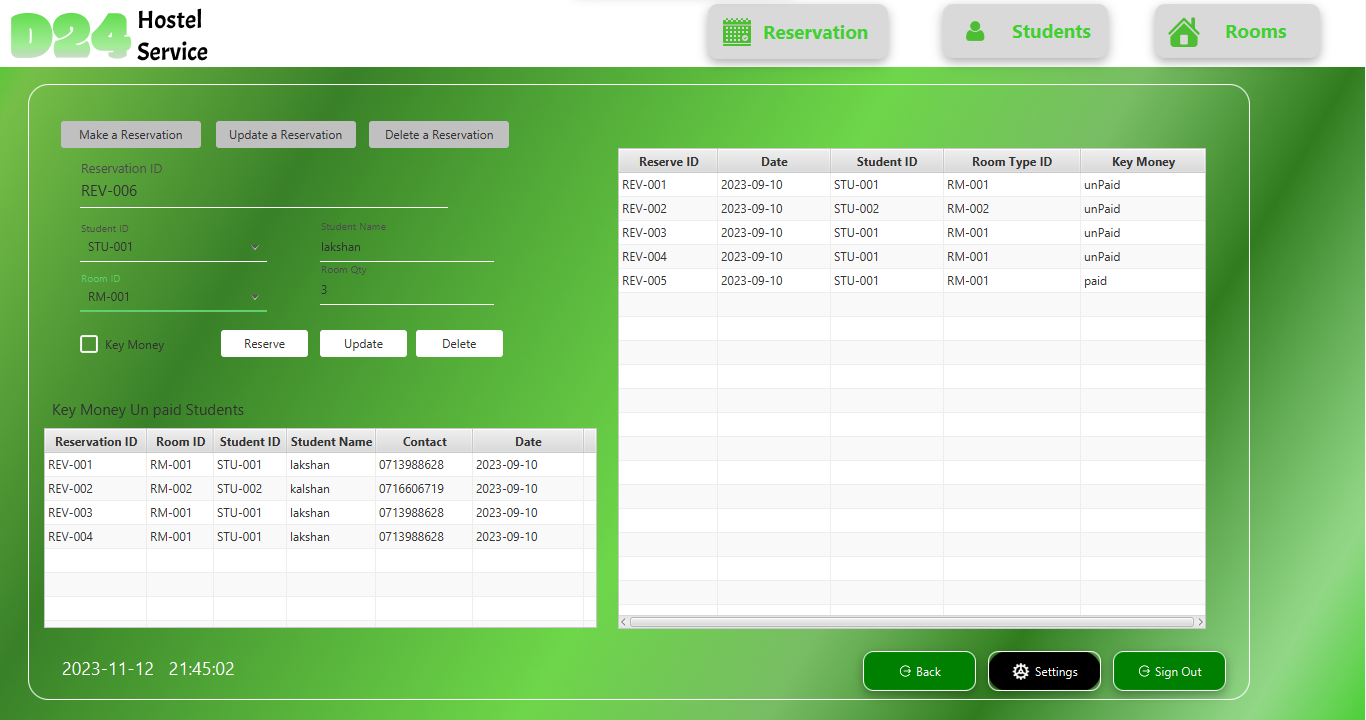 D24 Hostel Service
Reservation
Students
Rooms
Make a Reservation
Update a Reservation
Delete a Reservation
Reservation ID
REV-006
Student ID
STU-001
Student Name
lakshan
Room ID
RM-001
Room Qty
3
Key Money
Reserve
Update
Delete
Key Money Un paid Students
Reservation ID Room ID Student ID Student Name Contact Date
REV-001 RM-001 STU-001 lakshan 0713988628 2023-09-10
REV-002 RM-002 STU-002 kalshan 0716606719 2023-09-10
REV-003 RM-001 STU-001 lakshan 0713988628 2023-09-10
REV-004 RM-001 STU-001 lakshan 0713988628 2023-09-10
Reserve ID Date Student ID Room Type ID Key Money
REV-001 2023-09-10 STU-001 RM-001 unPaid
REV-002 2023-09-10 STU-002 RM-002 unPaid
REV-003 2023-09-10 STU-001 RM-001 unPaid
REV-004 2023-09-10 STU-001 RM-001 unPaid
REV-005 2023-09-10 STU-001 RM-001 paid
2023-11-12 21:45:02
Back
Settings
Sign Out